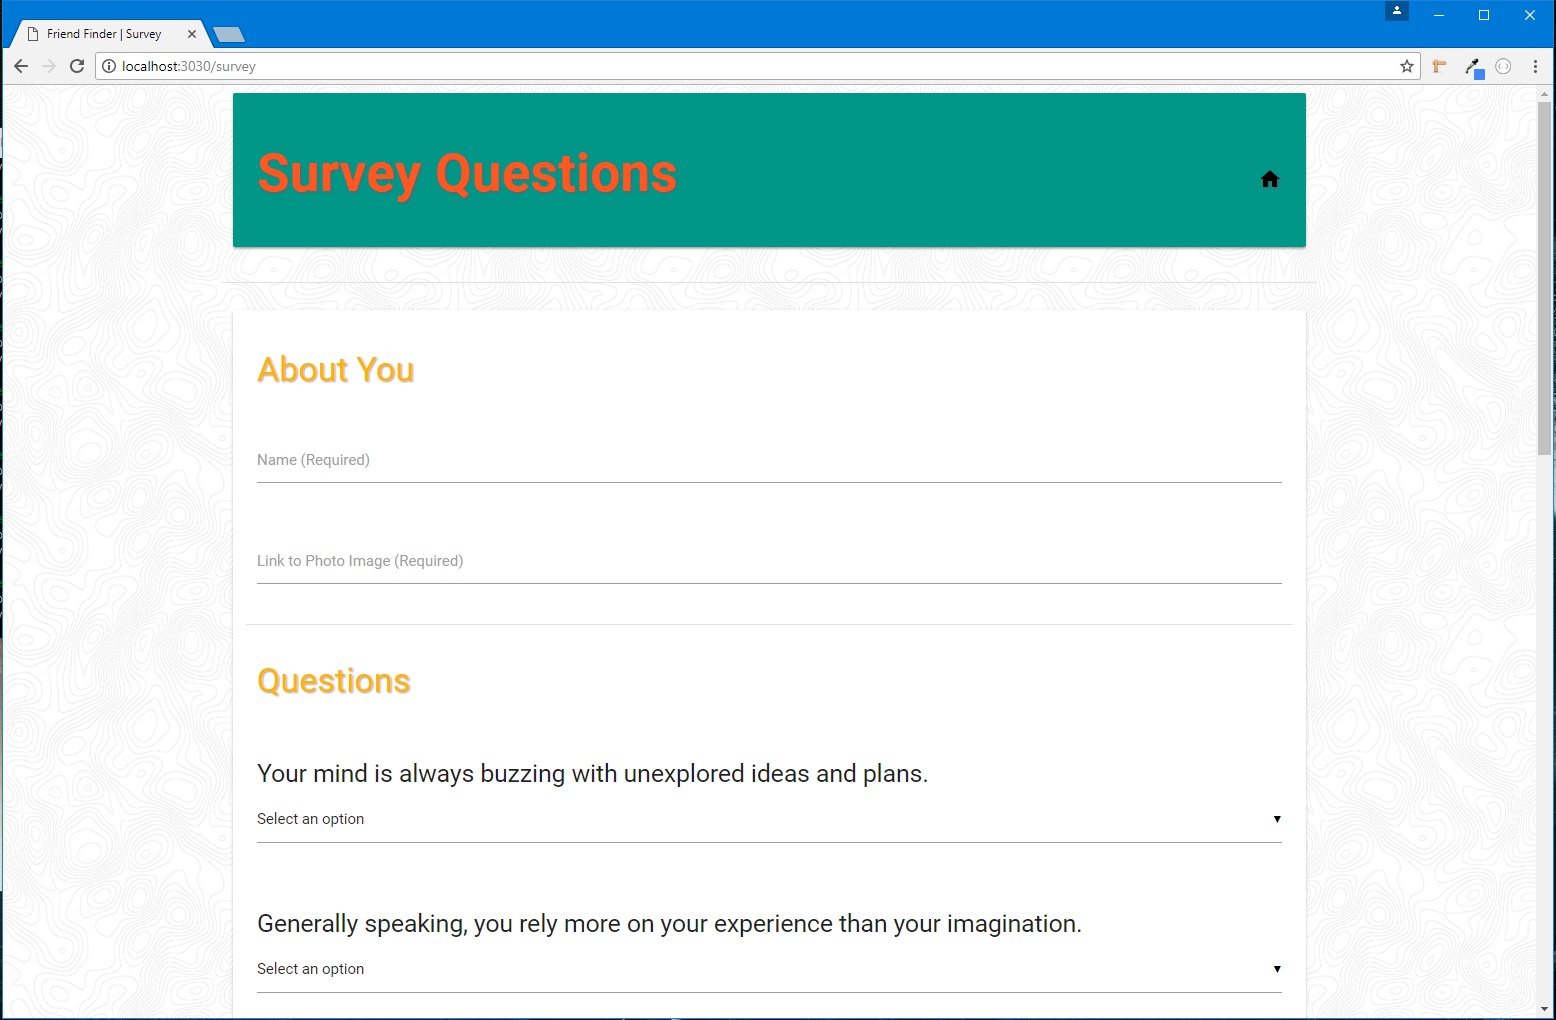 Friend Finder | Survey
localhost:3030/survey
Survey Questions
About You
Name (Required)
Link to Photo Image (Required)
Questions
Your mind is always buzzing with unexplored ideas and plans.
Select an option
Generally speaking, you rely more on your experience than your imagination.
Select an option